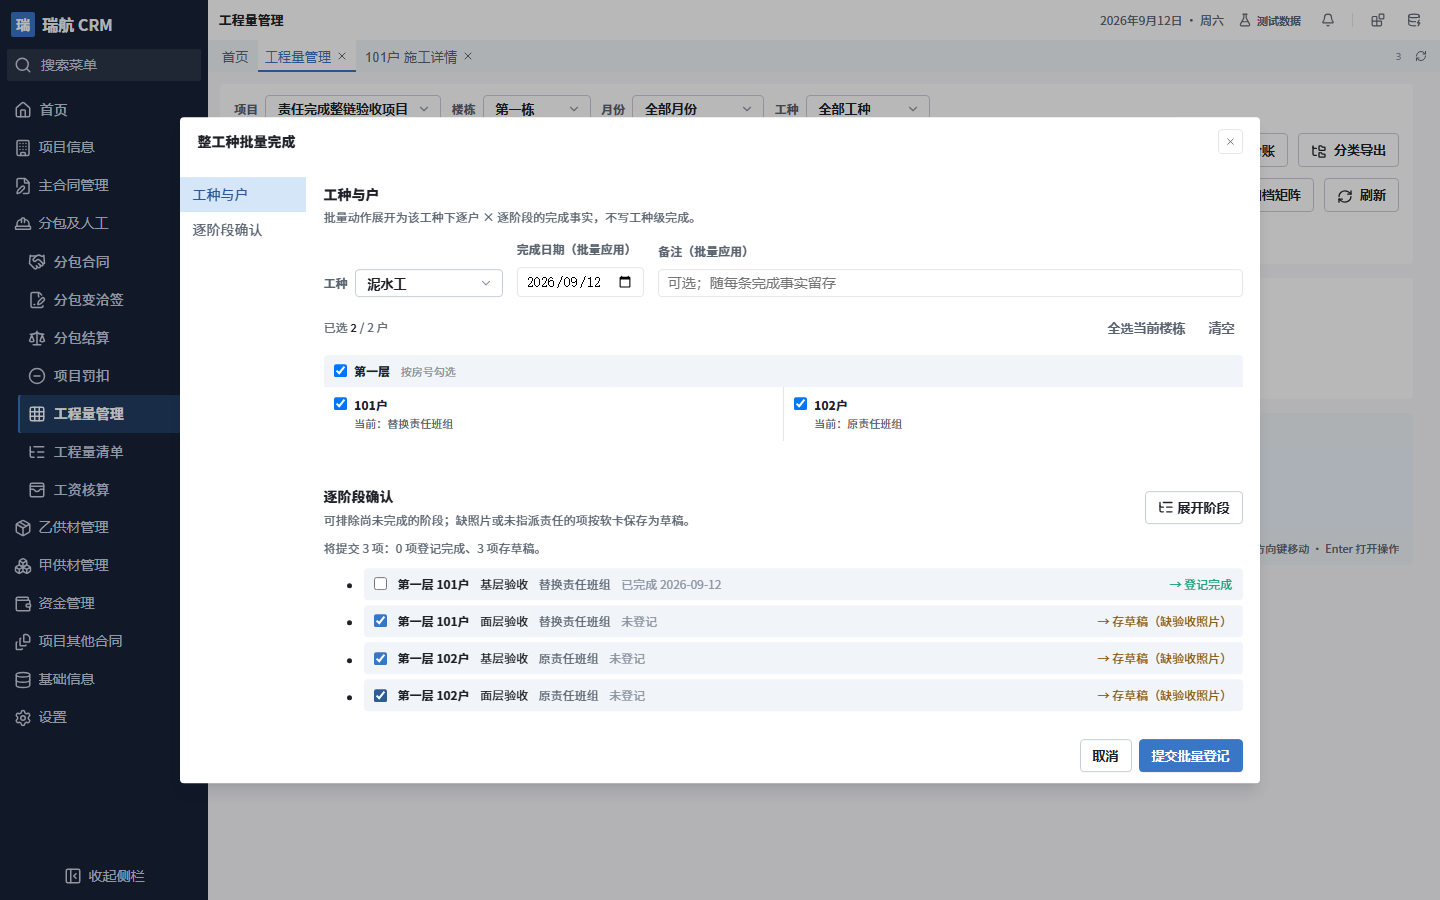 瑞 瑞航 CRM
搜索菜单
首页
项目信息
主合同管理
分包及人工
分包合同
分包变洽签
分包结算
项目罚扣
工程量管理
工程量清单
工资核算
乙供材管理
甲供材管理
资金管理
项目其他合同
基础信息
设置
收起侧栏
工程量管理
2026年9月12日 · 周六 测试数据
首页 工程量管理 × 101户 施工详情 × 3
项目 责任完成整链验收项目 楼栋 第一栋 月份 全部月份 工种 全部工种
账 分类导出
档矩阵 刷新
方向键移动 · Enter 打开操作
整工种批量完成 ×
工种与户
逐阶段确认
工种与户
批量动作展开为该工种下逐户 × 逐阶段的完成事实，不写工种级完成。
工种 泥水工
完成日期（批量应用）
2026/09/12
备注（批量应用）
可选；随每条完成事实留存
已选 2 / 2 户 全选当前楼栋 清空
第一层 按房号勾选
101户
当前：替换责任班组
102户
当前：原责任班组
逐阶段确认
可排除尚未完成的阶段；缺照片或未指派责任的项按软卡保存为草稿。
展开阶段
将提交 3 项：0 项登记完成、3 项存草稿。
• 第一层 101户 基层验收 替换责任班组 已完成 2026-09-12 → 登记完成
• 第一层 101户 面层验收 替换责任班组 未登记 → 存草稿（缺验收照片）
• 第一层 102户 基层验收 原责任班组 未登记 → 存草稿（缺验收照片）
• 第一层 102户 面层验收 原责任班组 未登记 → 存草稿（缺验收照片）
取消 提交批量登记